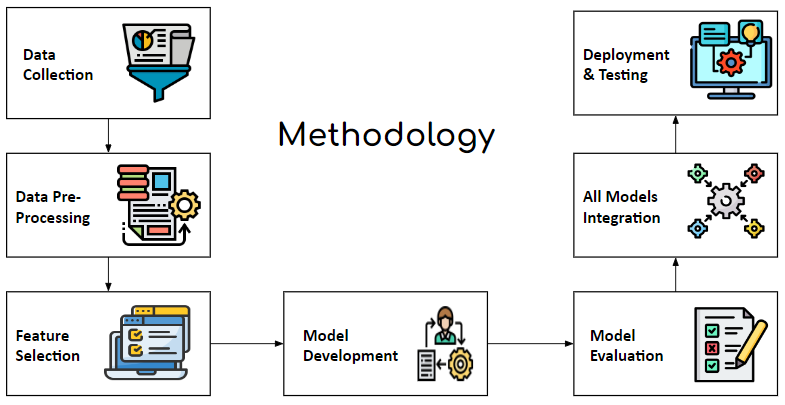 Methodology
Data
Collection
Data Pre-
Processing
Feature
Selection
Model
Development
Model
Evaluation
All Models
Integration
Deployment
& Testing